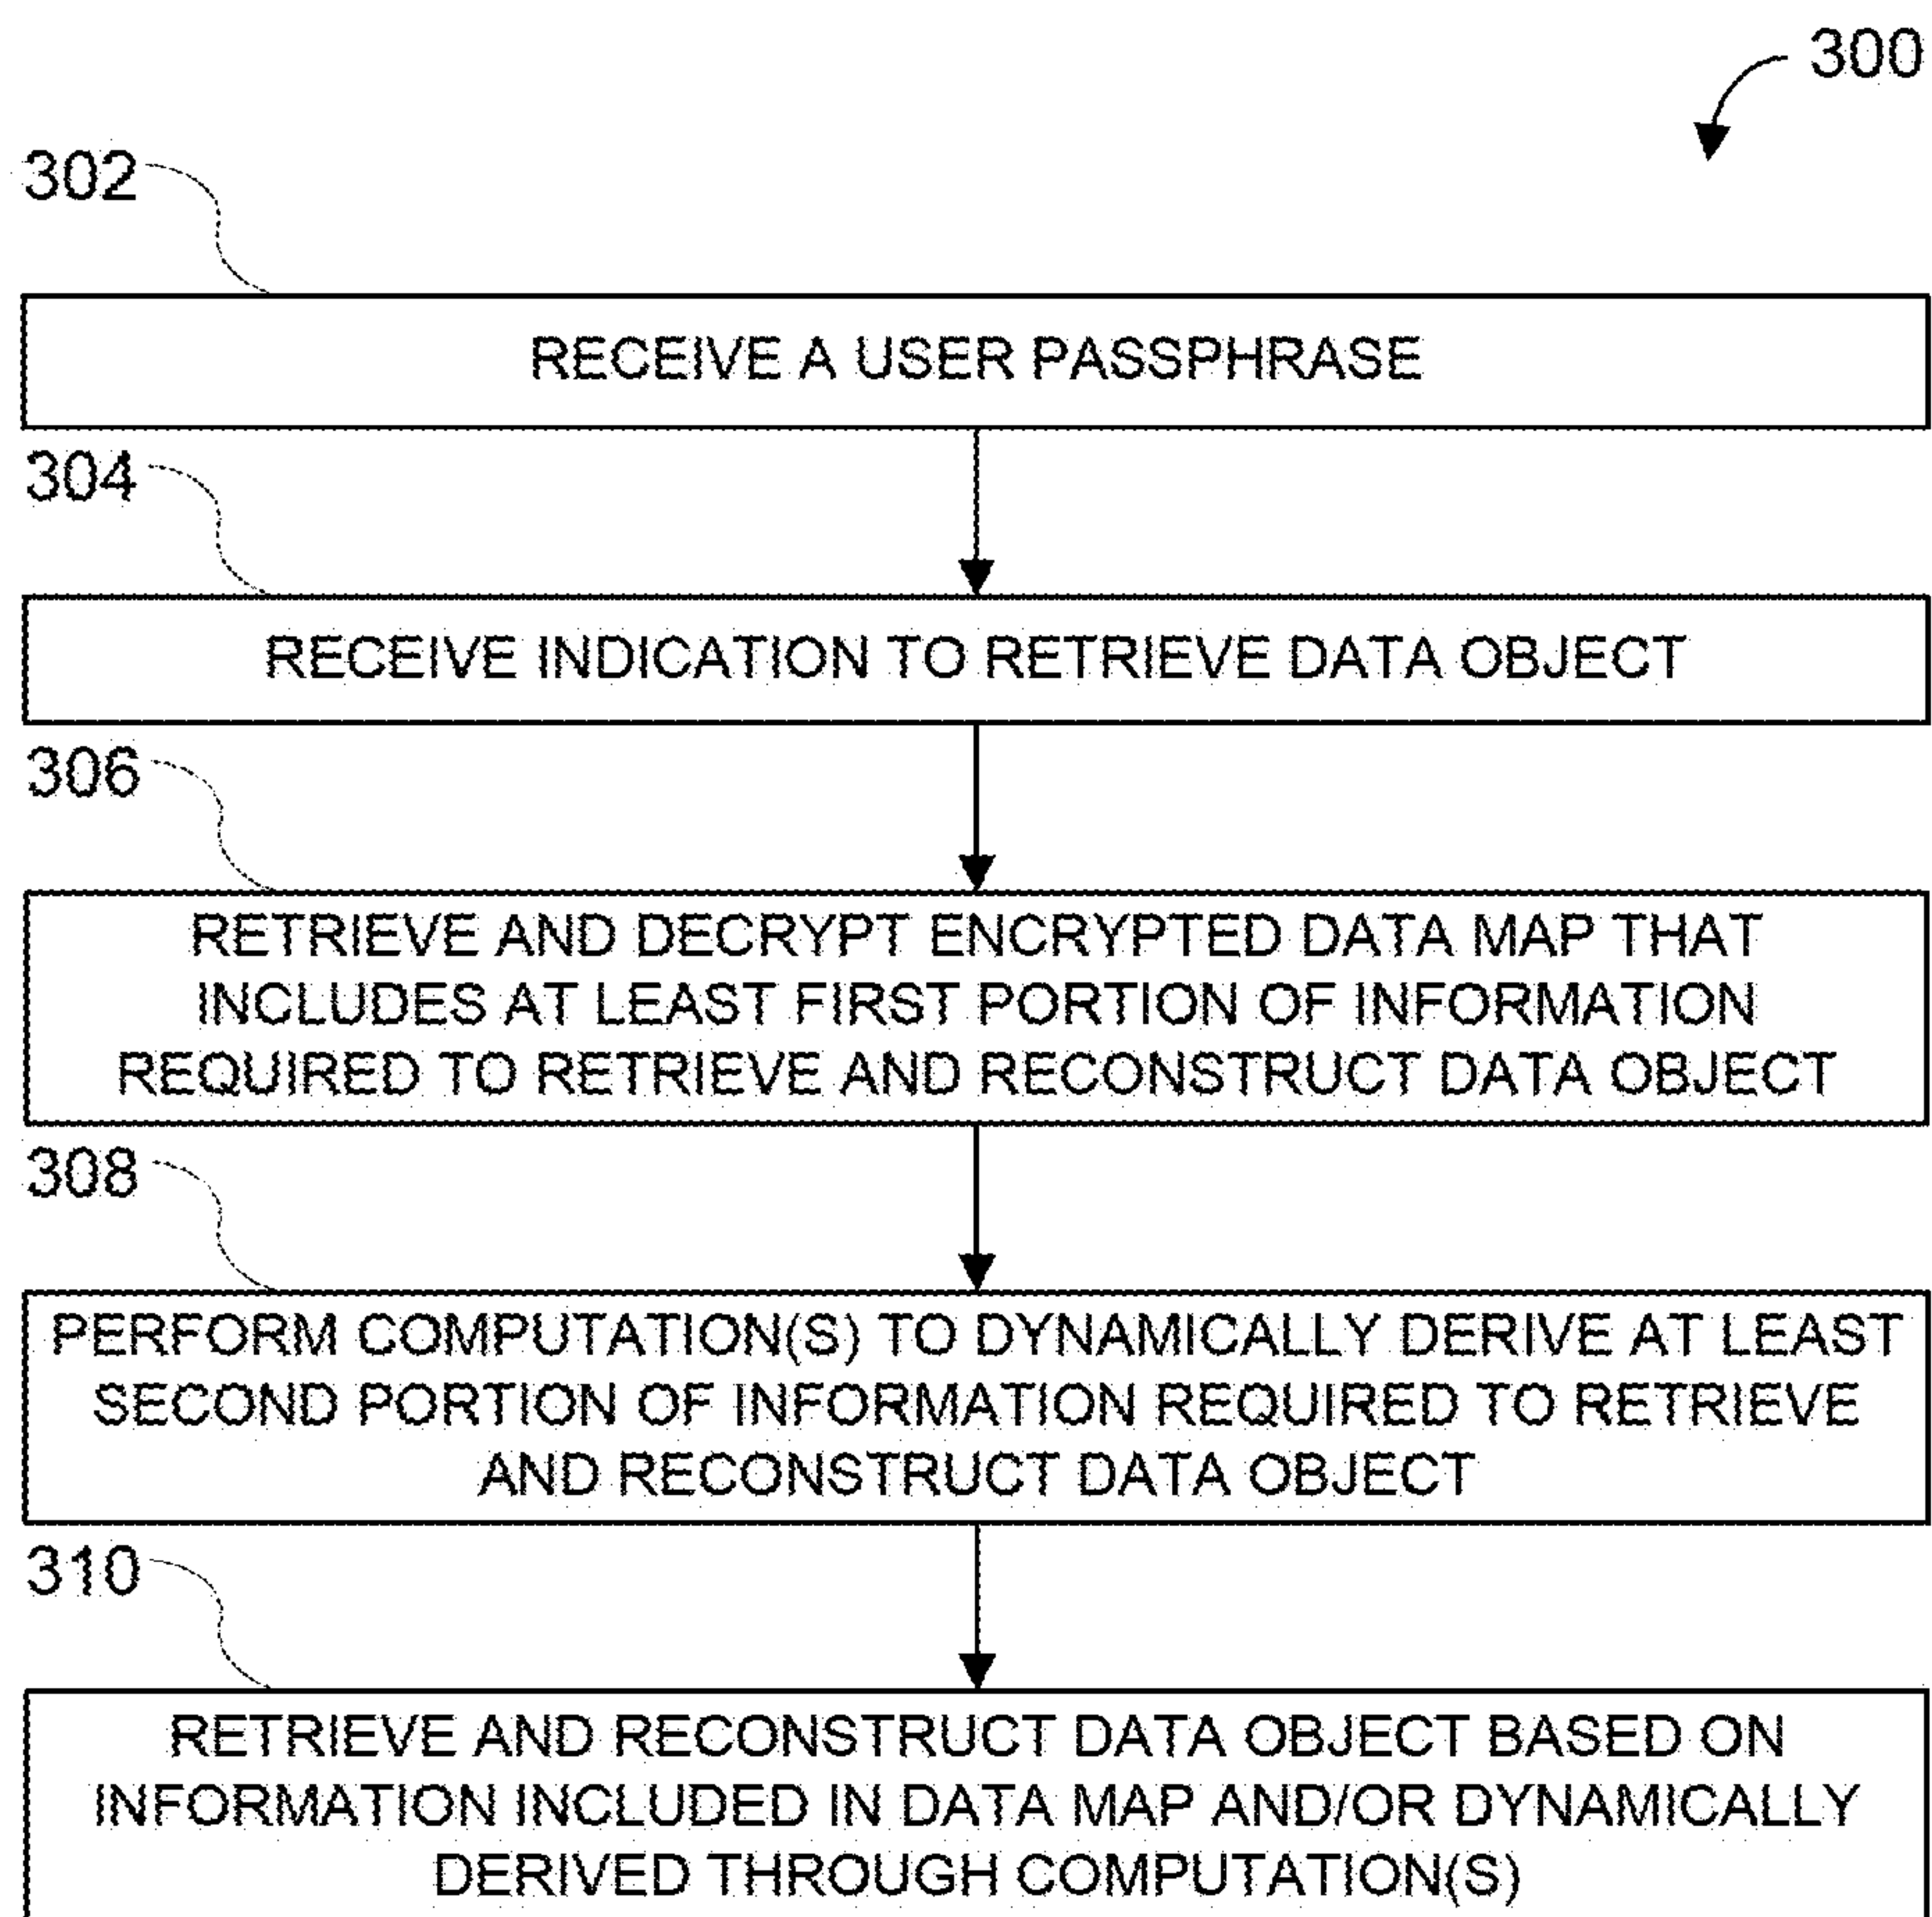 300
302
RECEIVE A USER PASSPHRASE
304
RECEIVE INDICATION TO RETRIEVE DATA OBJECT
306
RETRIEVE AND DECRYPT ENCRYPTED DATA MAP THAT
INCLUDES AT LEAST FIRST PORTION OF INFORMATION
REQUIRED TO RETRIEVE AND RECONSTRUCT DATA OBJECT
308
PERFORM COMPUTATION(S) TO DYNAMICALLY DERIVE AT LEAST
SECOND PORTION OF INFORMATION REQUIRED TO RETRIEVE
AND RECONSTRUCT DATA OBJECT
310
RETRIEVE AND RECONSTRUCT DATA OBJECT BASED ON
INFORMATION INCLUDED IN DATA MAP AND/OR DYNAMICALLY
DERIVED THROUGH COMPUTATION(S)